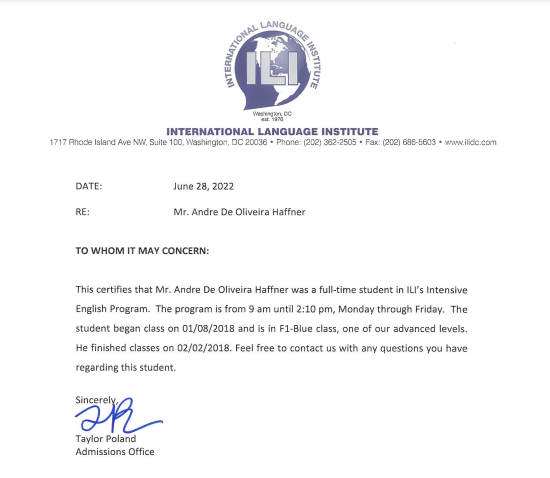 INTERNATIONAL LANGUAGE INSTITUTE
ILI
Washington, DC
est. 1970
INTERNATIONAL LANGUAGE INSTITUTE
1717 Rhode Island Ave NW, Suite 100, Washington, DC 20036 • Phone: (202) 362-2505 • Fax: (202) 686-5603 • www.ilidc.com
DATE: June 28, 2022
RE: Mr. Andre De Oliveira Haffner
TO WHOM IT MAY CONCERN:
This certifies that Mr. Andre De Oliveira Haffner was a full-time student in ILI's Intensive
English Program. The program is from 9 am until 2:10 pm, Monday through Friday. The
student began class on 01/08/2018 and is in F1-Blue class, one of our advanced levels.
He finished classes on 02/02/2018. Feel free to contact us with any questions you have
regarding this student.
Sincerely,
Taylor Poland
Admissions Office